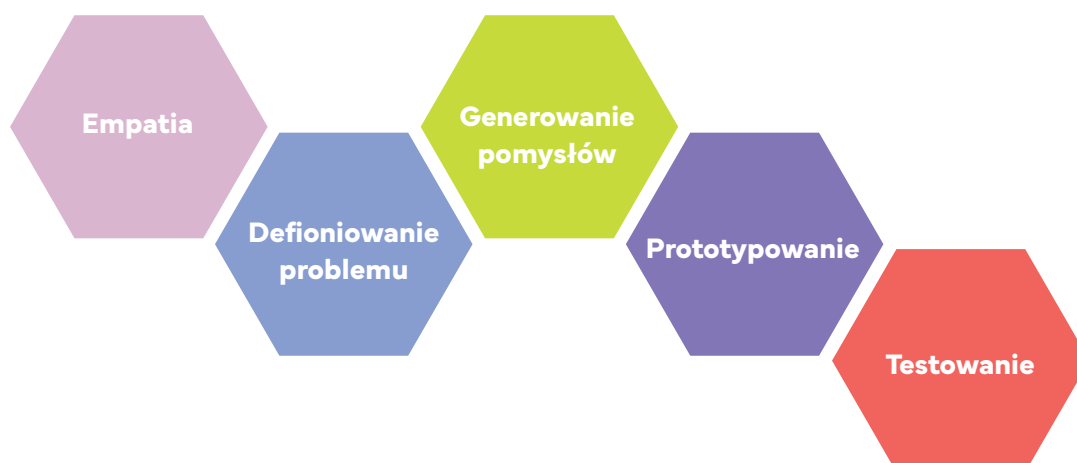 Empatia
Defioniowanie
problemu
Generowanie
pomysłów
Prototypowanie
Testowanie